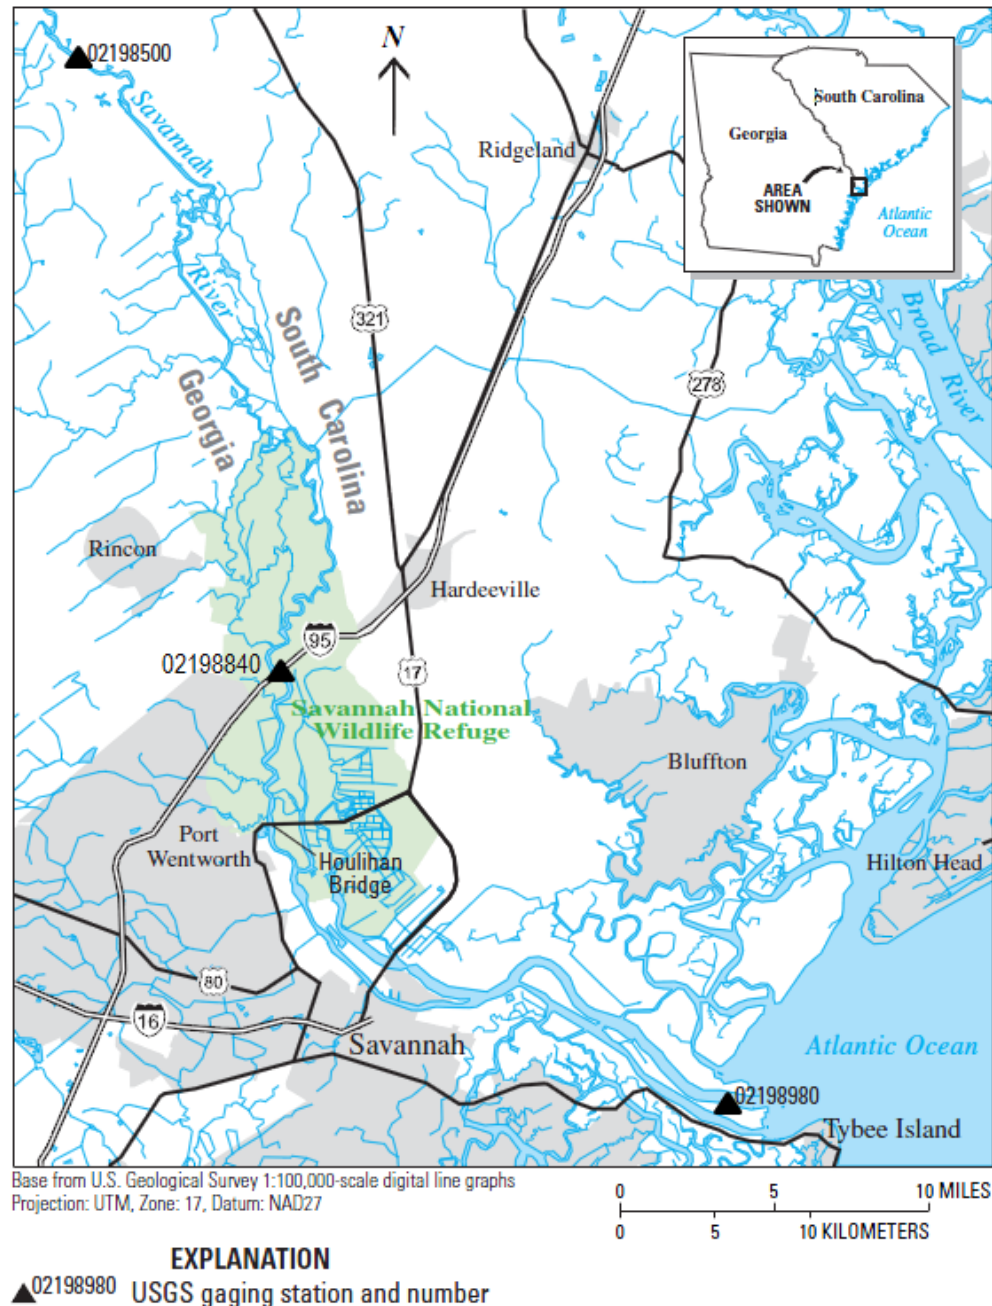 02198500
N
Savannah
River
Ridgeland
South Carolina
Georgia
AREA
SHOWN
Atlantic
Ocean
321
278
Broad
River
South
Carolina
Georgia
Rincon
Hardeeville
95
02198840
17
Savannah National
Wildlife Refuge
Bluffton
Port
Wentworth
Houlihan
Bridge
Hilton Head
80
16
Savannah
Atlantic Ocean
02198980
Tybee Island
Base from U.S. Geological Survey 1:100,000-scale digital line graphs
Projection: UTM, Zone: 17, Datum: NAD27
0 5 10 MILES
0 5 10 KILOMETERS
EXPLANATION
02198980 USGS gaging station and number